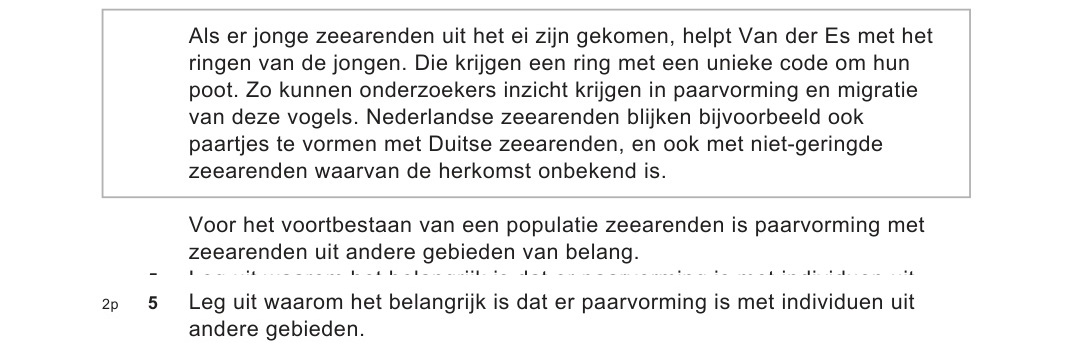 Als er jonge zeearenden uit het ei zijn gekomen, helpt Van der Es met het
ringen van de jongen. Die krijgen een ring met een unieke code om hun
poot. Zo kunnen onderzoekers inzicht krijgen in paarvorming en migratie
van deze vogels. Nederlandse zeearenden blijken bijvoorbeeld ook
paartjes te vormen met Duitse zeearenden, en ook met niet-geringde
zeearenden waarvan de herkomst onbekend is.
Voor het voortbestaan van een populatie zeearenden is paarvorming met
zeearenden uit andere gebieden van belang.
2p 5 Leg uit waarom het belangrijk is dat er paarvorming is met individuen uit
andere gebieden.